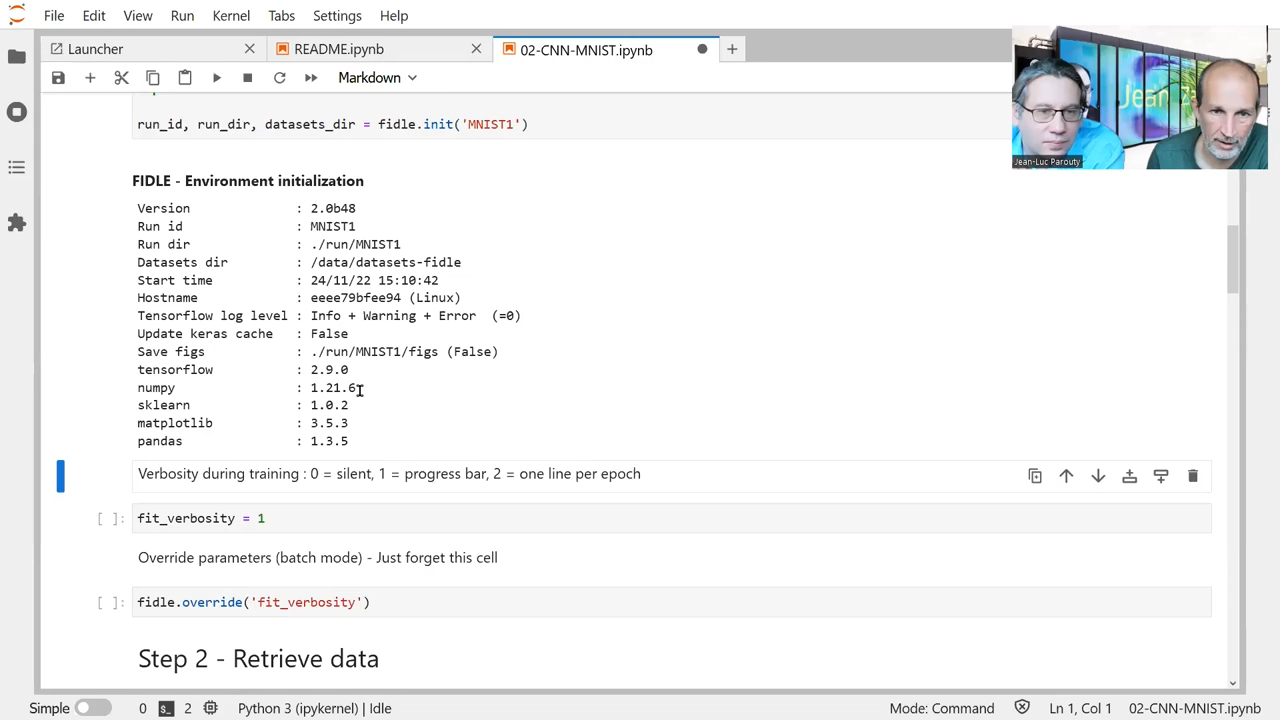 File Edit View Run Kernel Tabs Settings Help
Launcher README.ipynb 02-CNN-MNIST.ipynb
Markdown
run_id, run_dir, datasets_dir = fidle.init('MNIST1')
Jean-Luc Parouty
FIDLE - Environment initialization
Version : 2.0b48
Run id : MNIST1
Run dir : ./run/MNIST1
Datasets dir : /data/datasets-fidle
Start time : 24/11/22 15:10:42
Hostname : eeee79bfee94 (Linux)
Tensorflow log level : Info + Warning + Error (=0)
Update keras cache : False
Save figs : ./run/MNIST1/figs (False)
tensorflow : 2.9.0
numpy : 1.21.6
sklearn : 1.0.2
matplotlib : 3.5.3
pandas : 1.3.5
Verbosity during training : 0 = silent, 1 = progress bar, 2 = one line per epoch
[ ]: fit_verbosity = 1
Override parameters (batch mode) - Just forget this cell
[ ]: fidle.override('fit_verbosity')
Step 2 - Retrieve data
Simple 0 2 Python 3 (ipykernel) | Idle Mode: Command Ln 1, Col 1 02-CNN-MNIST.ipynb